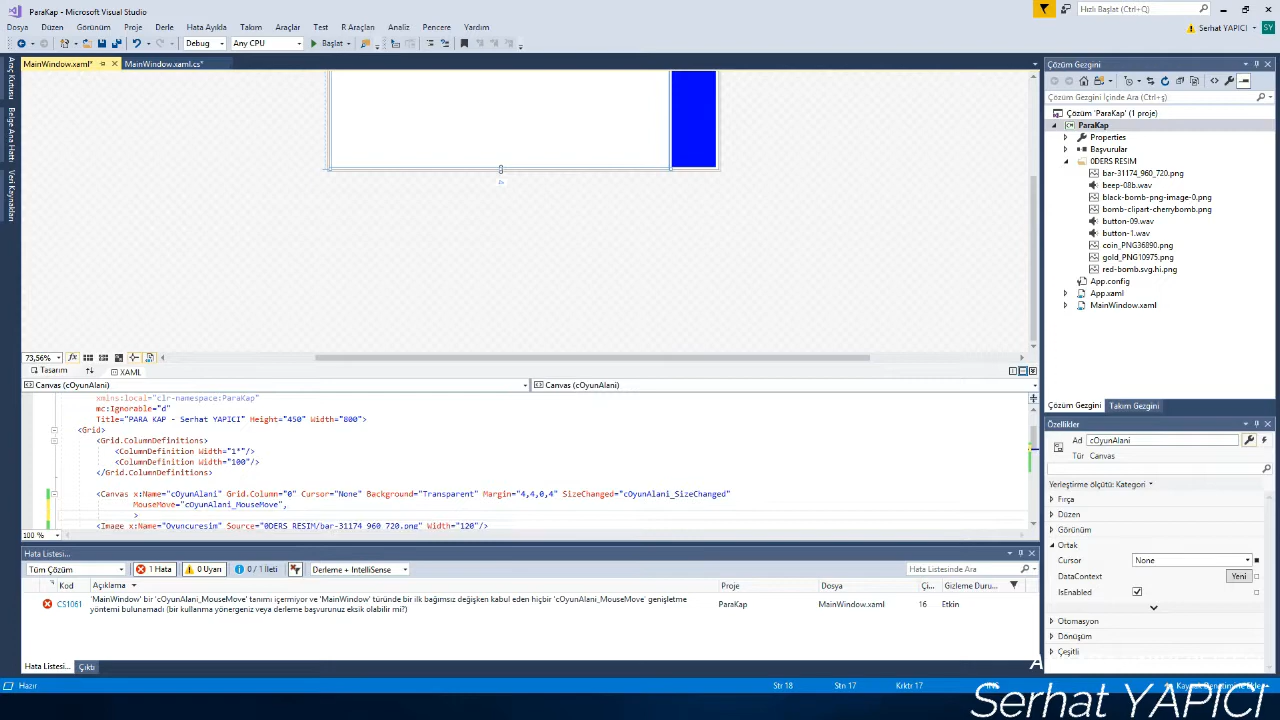 ParaKap - Microsoft Visual Studio
Hızlı Başlat (Ctrl+Q)
Dosya Düzen Görünüm Proje Derle Hata Ayıkla Takım Araçlar Test R Araçları Analiz Pencere Yardım
Serhat YAPICI SY
Debug Any CPU Başlat
MainWindow.xaml* MainWindow.xaml.cs*
Araç Kutusu
Belge Ana Hattı
Veri Kaynakları
Çözüm Gezgini
Çözüm Gezgini İçinde Ara (Ctrl+ş)
Çözüm 'ParaKap' (1 proje)
ParaKap
Properties
Başvurular
0DERS RESIM
bar-31174_960_720.png
beep-08b.wav
black-bomb-png-image-0.png
bomb-clipart-cherrybomb.png
button-09.wav
button-1.wav
coin_PNG36890.png
gold_PNG10975.png
red-bomb.svg.hi.png
App.config
App.xaml
MainWindow.xaml
73,56%
Tasarım XAML
Canvas (cOyunAlani) Canvas (cOyunAlani)
xmlns:local="clr-namespace:ParaKap"
mc:Ignorable="d"
Title="PARA KAP - Serhat YAPICI" Height="450" Width="800">
<Grid>
<Grid.ColumnDefinitions>
<ColumnDefinition Width="1*"/>
<ColumnDefinition Width="100"/>
</Grid.ColumnDefinitions>
<Canvas x:Name="cOyunAlani" Grid.Column="0" Cursor="None" Background="Transparent" Margin="4,4,0,4" SizeChanged="cOyunAlani_SizeChanged"
MouseMove="cOyunAlani_MouseMove",
>
<Image x:Name="Oyuncuresim" Source="0DERS RESIM/bar-31174_960_720.png" Width="120"/>
100 %
Çözüm Gezgini Takım Gezgini
Özellikler
Ad cOyunAlani
Tür Canvas
Yerleştirme ölçütü: Kategori
Fırça
Düzen
Görünüm
Ortak
Cursor None
DataContext Yeni
IsEnabled
Otomasyon
Dönüşüm
Çeşitli
Hata Listesi...
Tüm Çözüm 1 Hata 0 Uyarı 0 / 1 İleti Derleme + IntelliSense
Hata Listesinde Ara
Kod Açıklama Proje Dosya Çi... Gizleme Duru...
CS1061 'MainWindow' bir 'cOyunAlani_MouseMove' tanımı içermiyor ve 'MainWindow' türünde bir ilk bağımsız değişken kabul eden hiçbir 'cOyunAlani_MouseMove' genişletme
yöntemi bulunamadı (bir kullanma yönergeniz veya derleme başvurunuz eksik olabilir mi?)
ParaKap MainWindow.xaml 16 Etkin
Hata Listesi... Çıktı
Hazır Str 18 Stn 17 Krktr 17
Serhat YAPICI